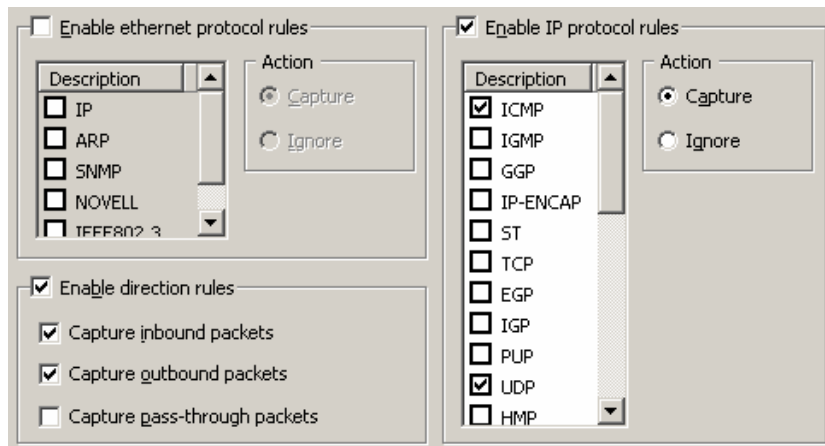 Enable ethernet protocol rules
Description
IP
ARP
SNMP
NOVELL
IEEE802.3
Action
Capture
Ignore
Enable direction rules
Capture inbound packets
Capture outbound packets
Capture pass-through packets
Enable IP protocol rules
Description
ICMP
IGMP
GGP
IP-ENCAP
ST
TCP
EGP
IGP
PUP
UDP
HMP
Action
Capture
Ignore